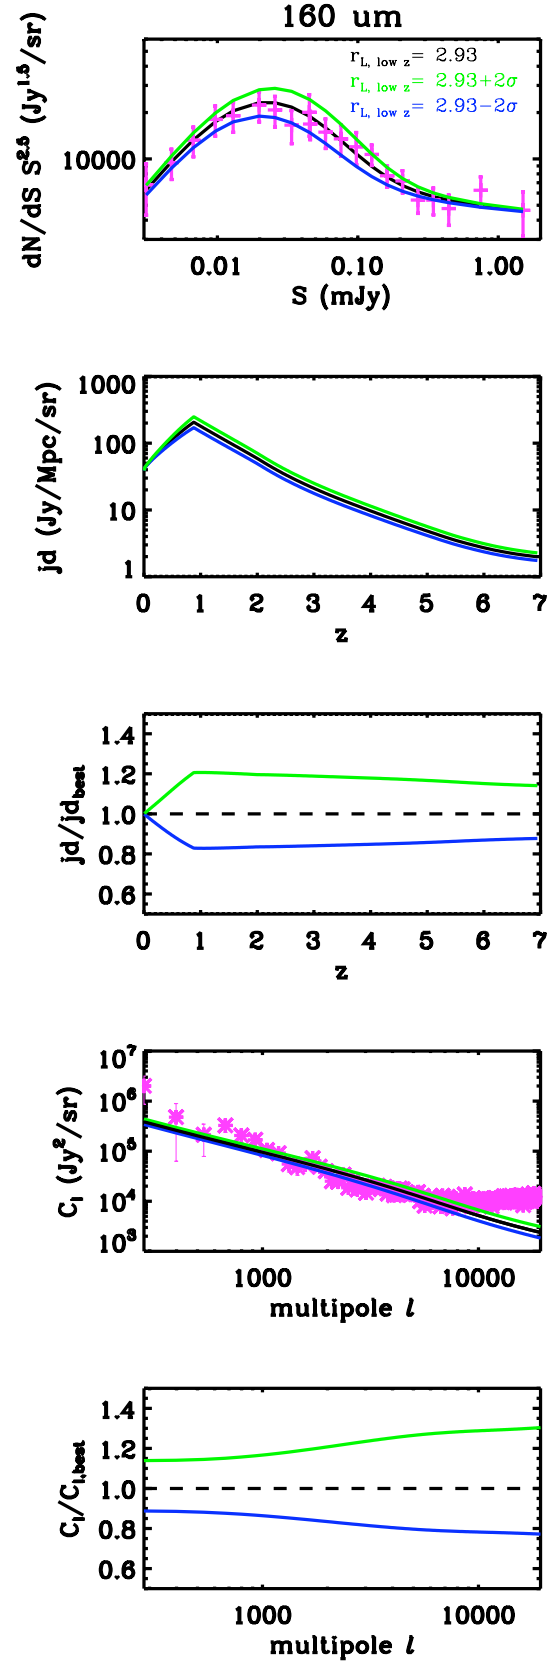 160 um
r_L, low z = 2.93
r_L, low z = 2.93+2σ
r_L, low z = 2.93−2σ
dN/dS S^2.5 (Jy^1.5/sr)
10000
0.01 0.10 1.00
S (mJy)
jd (Jy/Mpc/sr)
1000
100
10
1
0 1 2 3 4 5 6 7
z
jd/jd_best
1.4
1.2
1.0
0.8
0.6
0 1 2 3 4 5 6 7
z
C_l (Jy^2/sr)
10^7
10^6
10^5
10^4
10^3
1000 10000
multipole l
C_l/C_l,best
1.4
1.2
1.0
0.8
0.6
1000 10000
multipole l